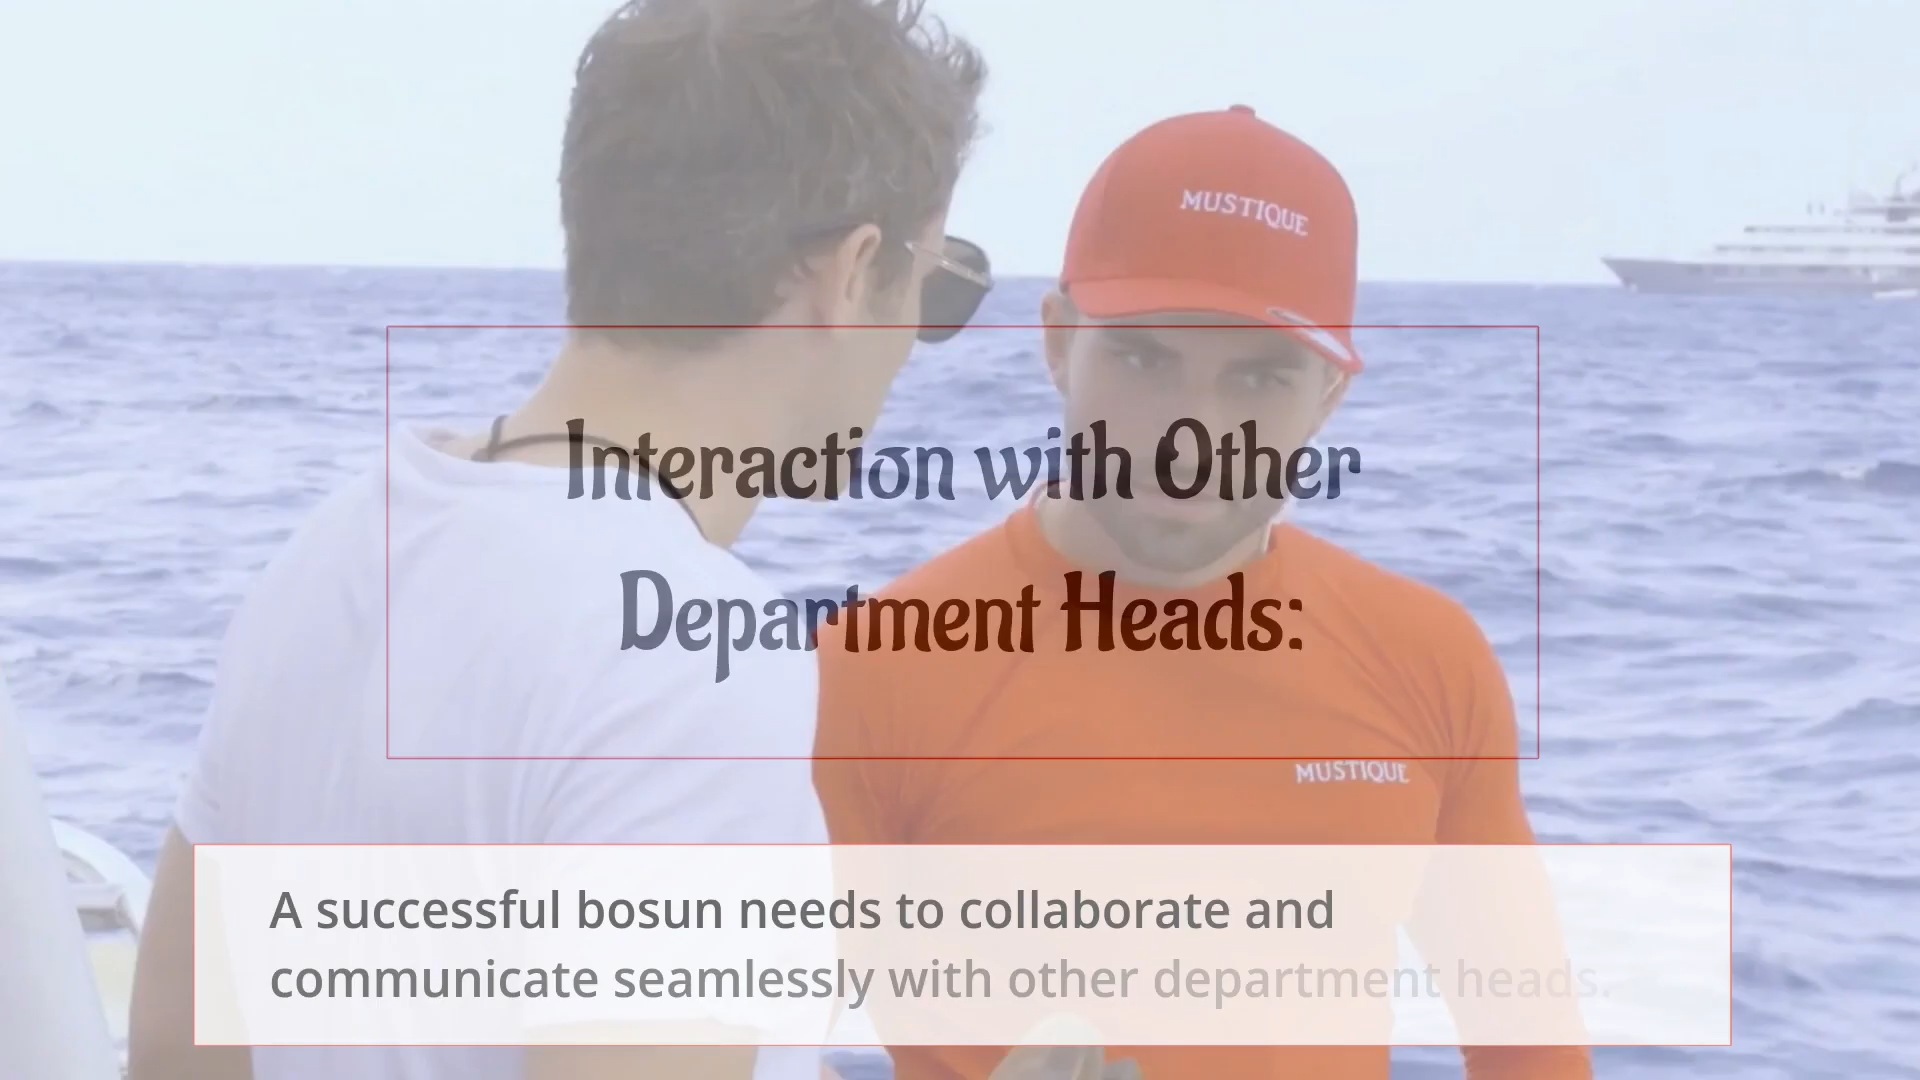 MUSTIQUE
Interaction with Other
Department Heads:
MUSTIQUE
A successful bosun needs to collaborate and
communicate seamlessly with other department heads.